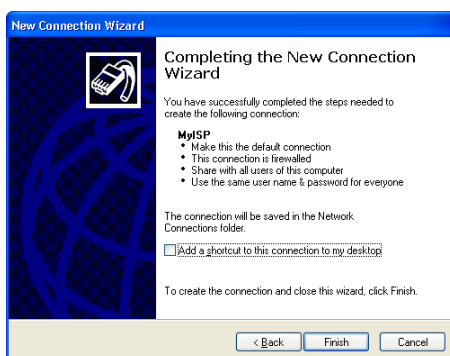 New Connection Wizard
Completing the New Connection
Wizard
You have successfully completed the steps needed to
create the following connection:
MyISP
• Make this the default connection
• This connection is firewalled
• Share with all users of this computer
• Use the same user name & password for everyone
The connection will be saved in the Network
Connections folder.
Add a shortcut to this connection to my desktop
To create the connection and close this wizard, click Finish.
< Back Finish Cancel